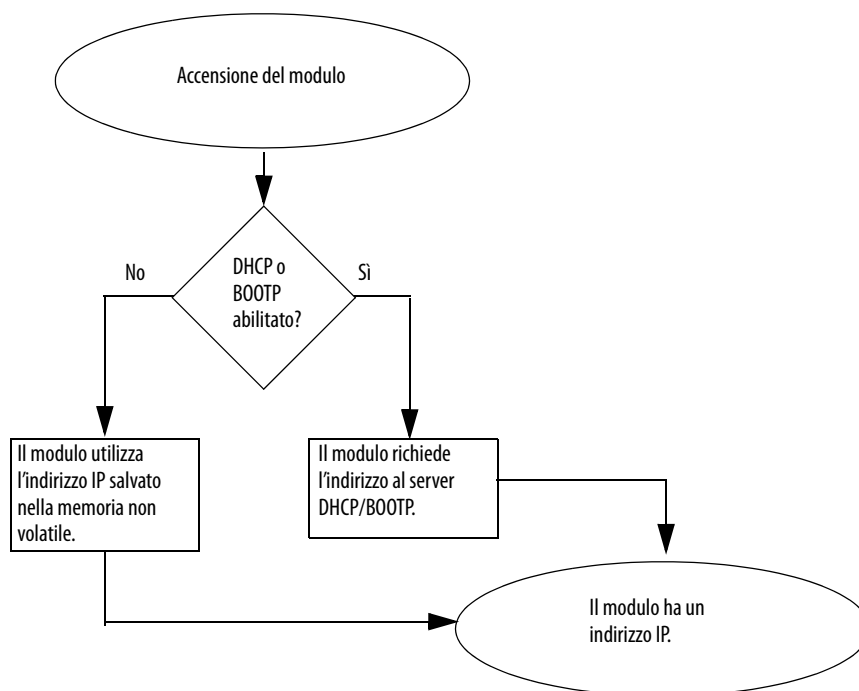 Accensione del modulo
No
DHCP o
BOOTP
abilitato?
Sì
Il modulo utilizza
l'indirizzo IP salvato
nella memoria non
volatile.
Il modulo richiede
l'indirizzo al server
DHCP/BOOTP.
Il modulo ha un
indirizzo IP.